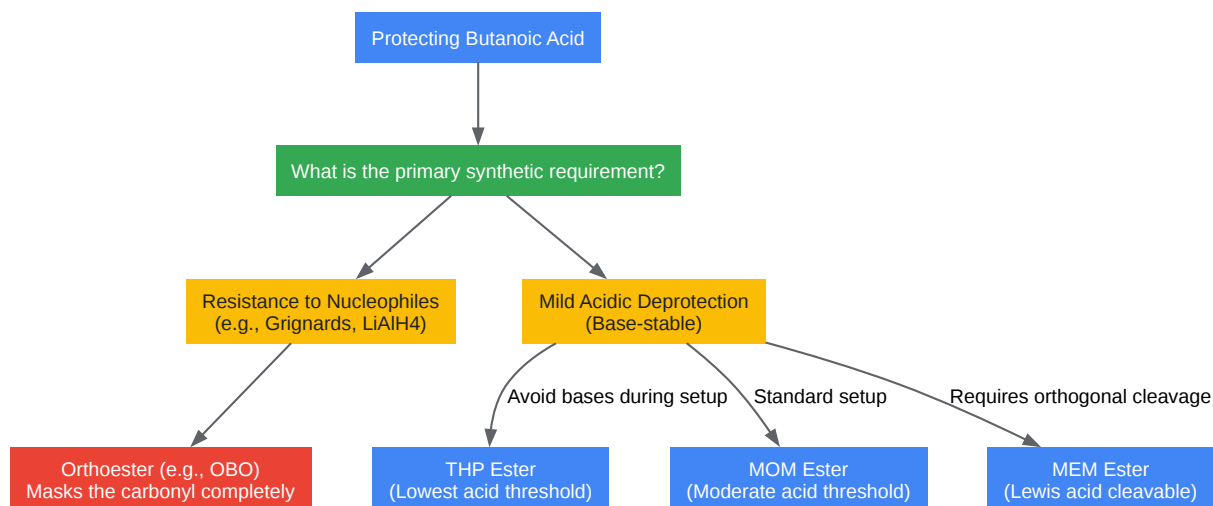 Protecting Butanoic Acid
What is the primary synthetic requirement?
Resistance to Nucleophiles
(e.g., Grignards, LiAlH4)
Mild Acidic Deprotection
(Base-stable)
Avoid bases during setup
Standard setup
Requires orthogonal cleavage
Orthoester (e.g., OBO)
Masks the carbonyl completely
THP Ester
(Lowest acid threshold)
MOM Ester
(Moderate acid threshold)
MEM Ester
(Lewis acid cleavable)